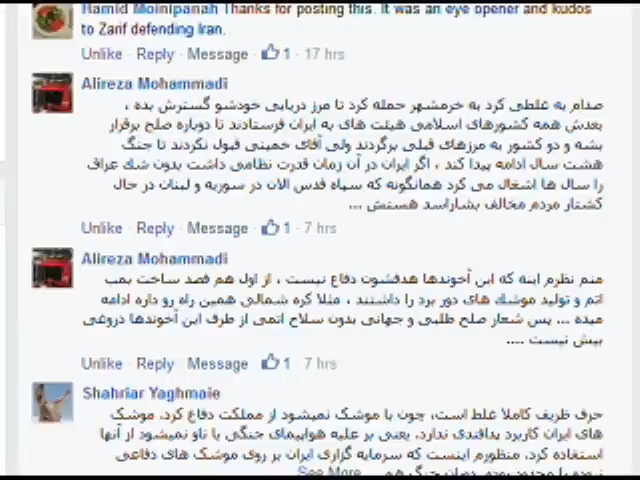 Hamid Moinipanah Thanks for posting this. It was an eye opener and kudos
to Zarif defending Iran.
Unlike · Reply · Message · 1 · 17 hrs
Alireza Mohammadi
صدام یه غلطی کرد به خرمشهر حمله کرد تا مرز دریایی خودشو گسترش بده ،
بعدش همه کشورهای اسلامی هیئت های به ایران فرستادند تا دوباره صلح برقرار
بشه و دو کشور به مرزهای قبلی برگردند ولی آقای خمینی قبول نکردند تا جنگ
هشت سال ادامه پیدا کند ، اگر ایران در آن زمان قدرت نظامی داشت بدون شك عراق
را سال ها اشغال می کرد همانگونه که سپاه قدس الان در سوریه و لبنان در حال
کشتار مردم مخالف بشاراسد هستش ...
Unlike · Reply · Message · 1 · 7 hrs
Alireza Mohammadi
منم نظرم اینه که این آخوندها هدفشون دفاع نیست ، از اول هم قصد ساخت بمب
اتم و تولید موشك های دور برد را داشتند ، مثلا کره شمالی همین راه رو داره ادامه
میده ... پس شعار صلح طلبی و جهانی بدون سلاح اتمی از طرف این آخوندها دروغی
بیش نیست ....
Unlike · Reply · Message · 1 · 7 hrs
Shahriar Yaghmaie
حرف ظریف کاملا غلط است، چون با موشک نمیشود از مملکت دفاع کرد. موشک
های ایران کاربرد پدافندی ندارد. یعنی بر علیه هواپیمای جنگی یا ناو نمیشود از آنها
استفاده کرد. منظورم اینست که سرمایه گزاری ایران بر روی موشک های دفاعی
See More